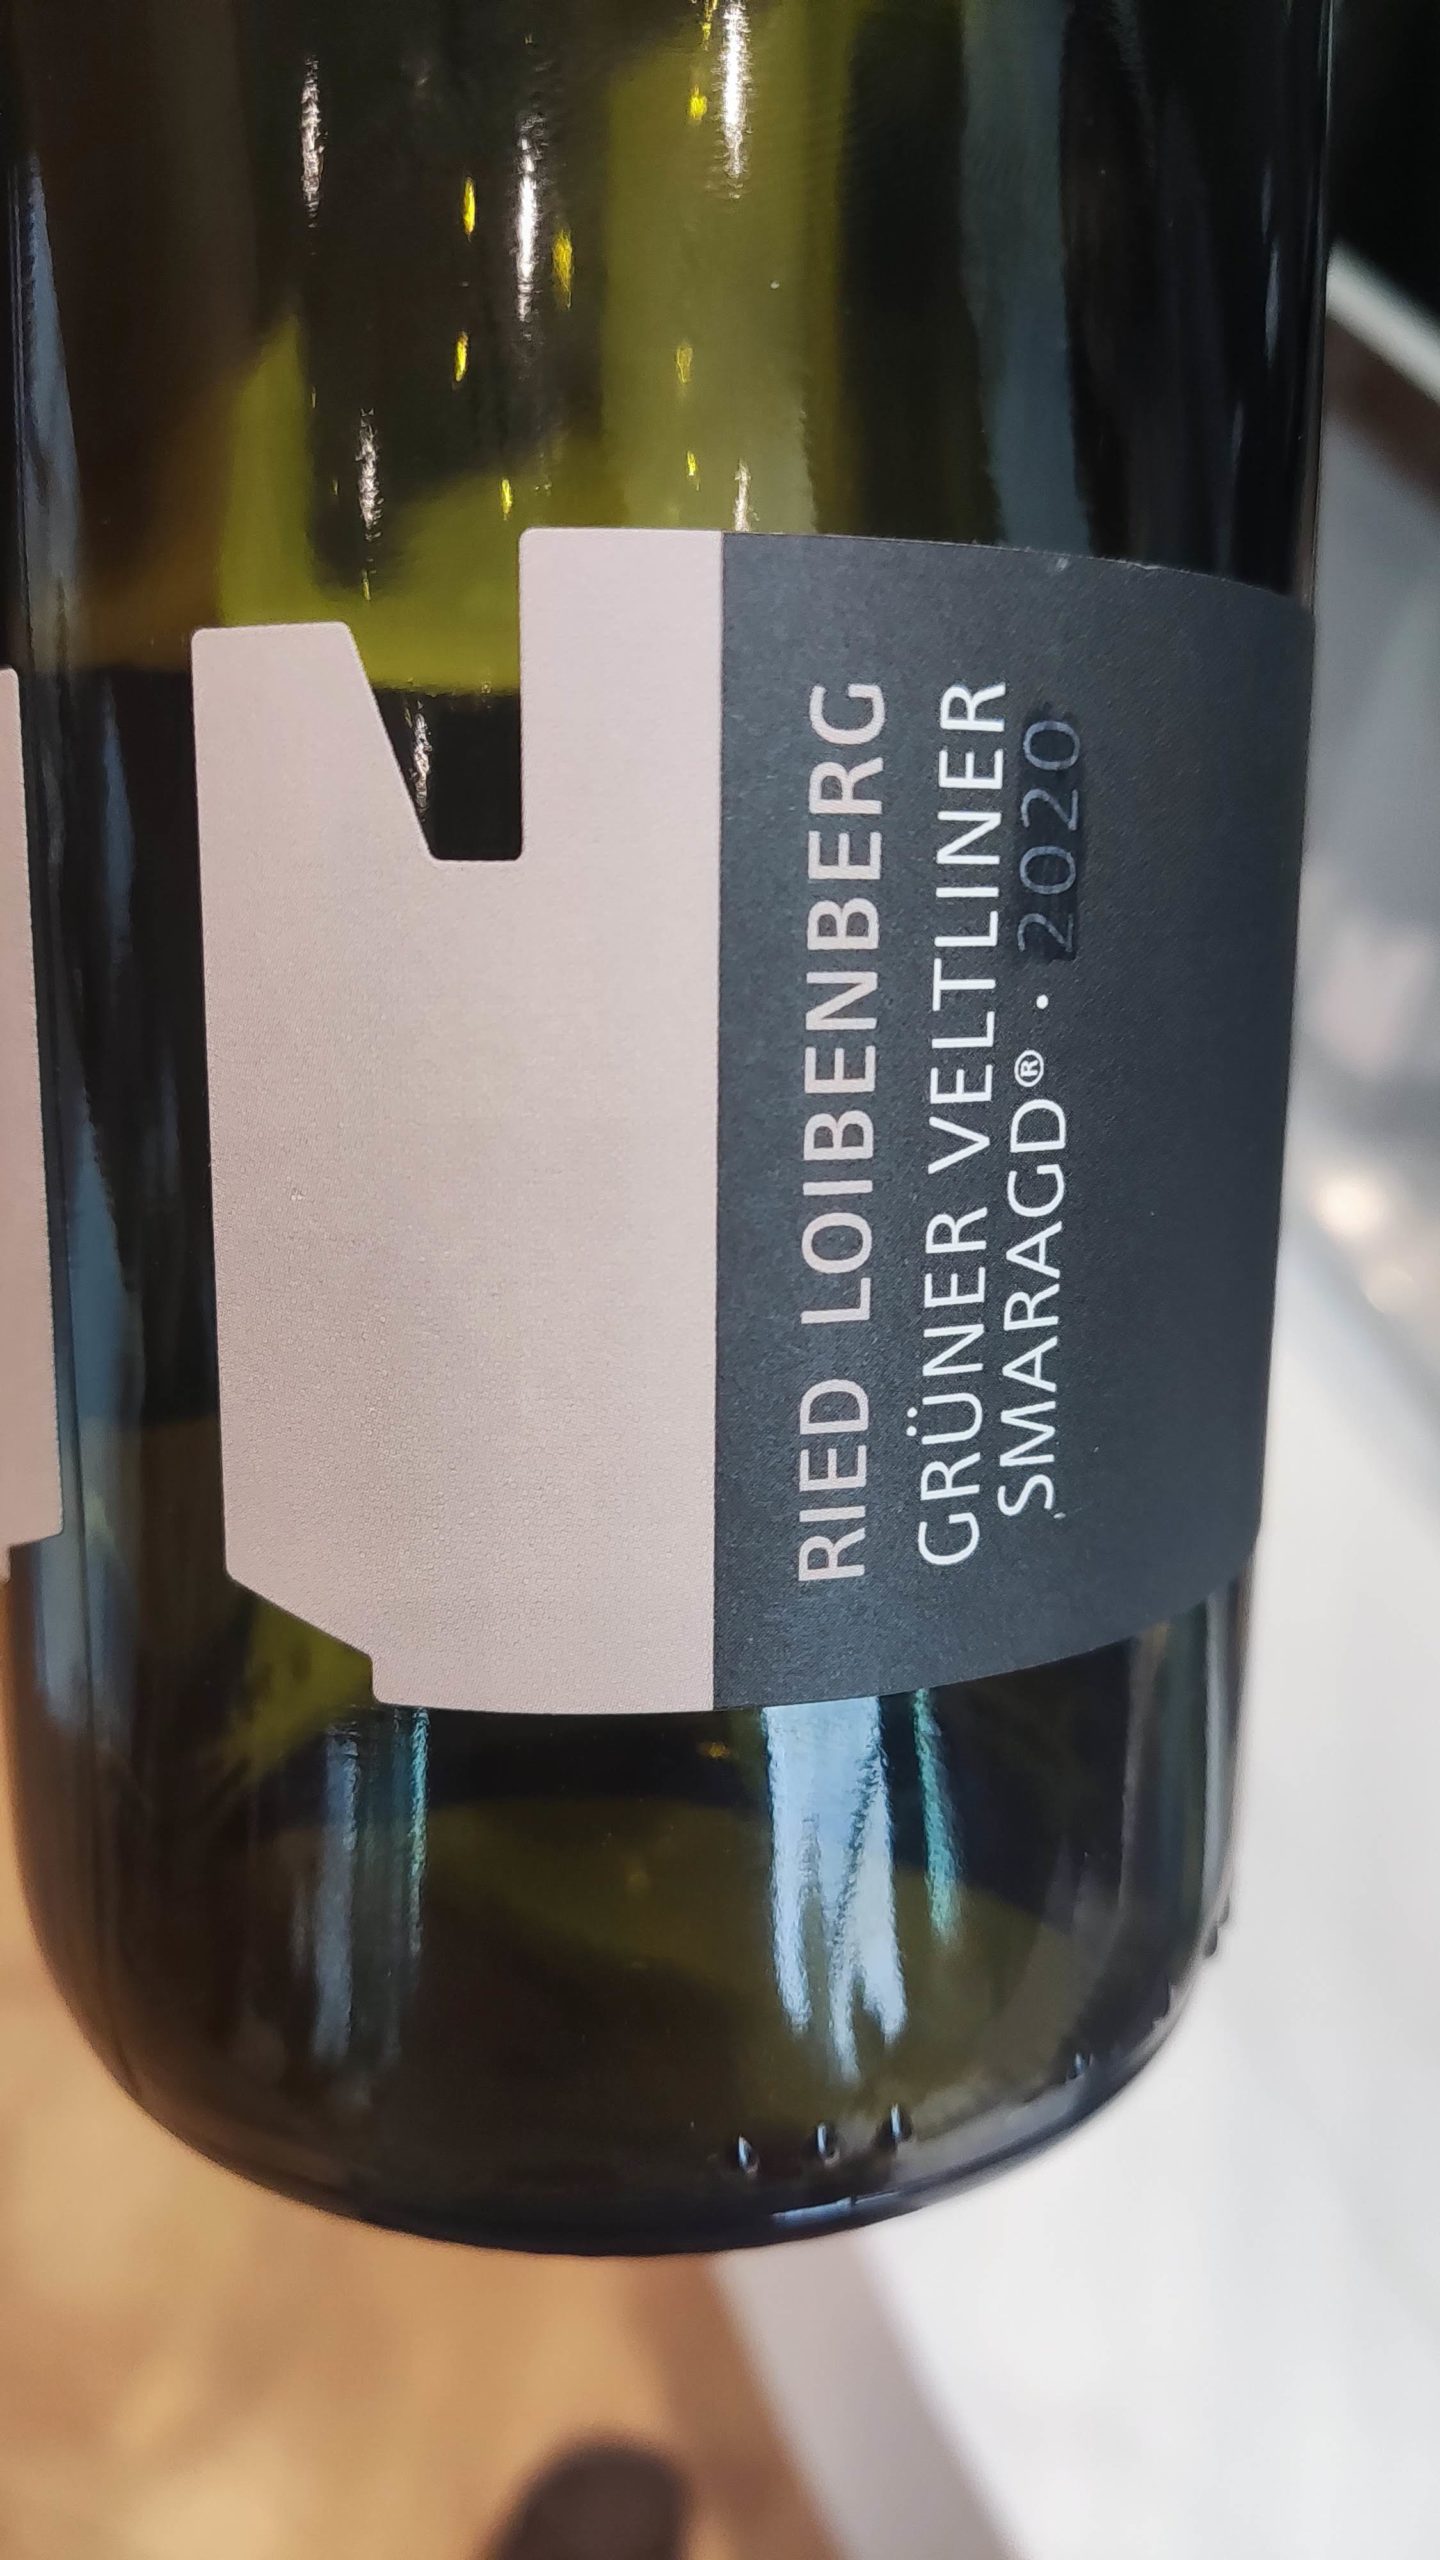 RIED LOIBENBERG
GRÜNER VELTLINER
SMARAGD® · 2020